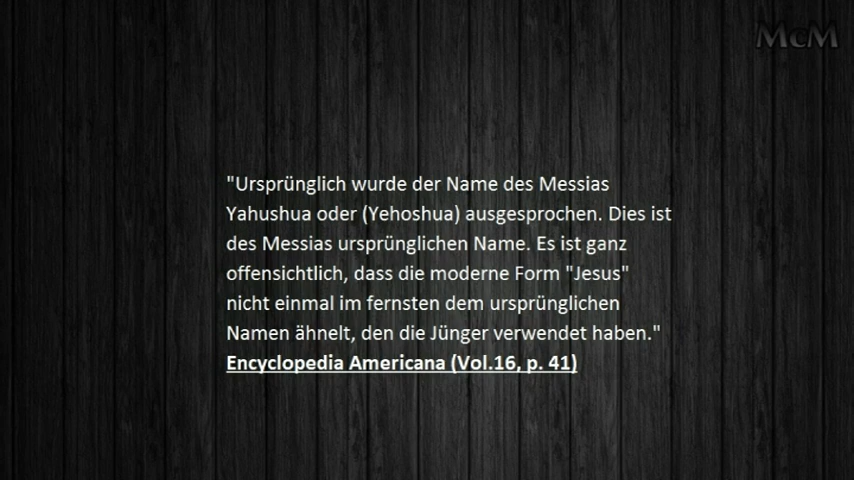 McM
"Ursprünglich wurde der Name des Messias
Yahushua oder (Yehoshua) ausgesprochen. Dies ist
des Messias ursprünglichen Name. Es ist ganz
offensichtlich, dass die moderne Form "Jesus"
nicht einmal im fernsten dem ursprünglichen
Namen ähnelt, den die Jünger verwendet haben."
Encyclopedia Americana (Vol.16, p. 41)